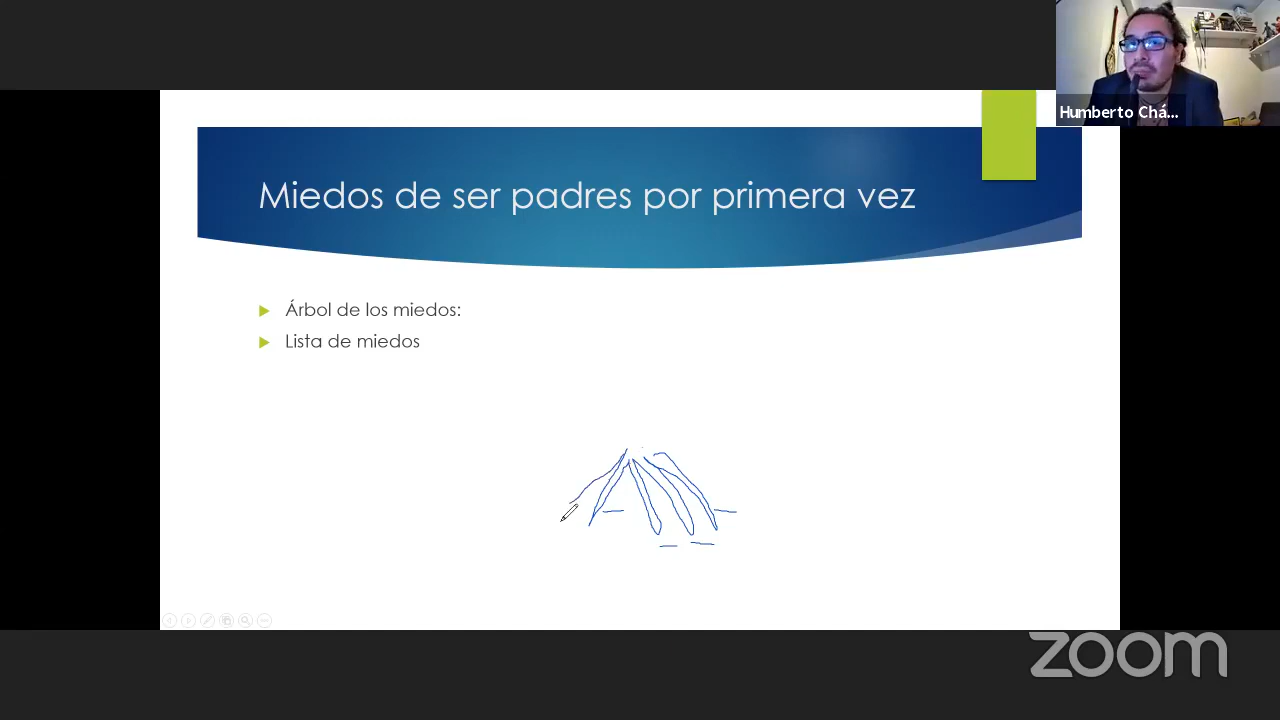 Humberto Chá...
Miedos de ser padres por primera vez
Árbol de los miedos:
Lista de miedos
zoom